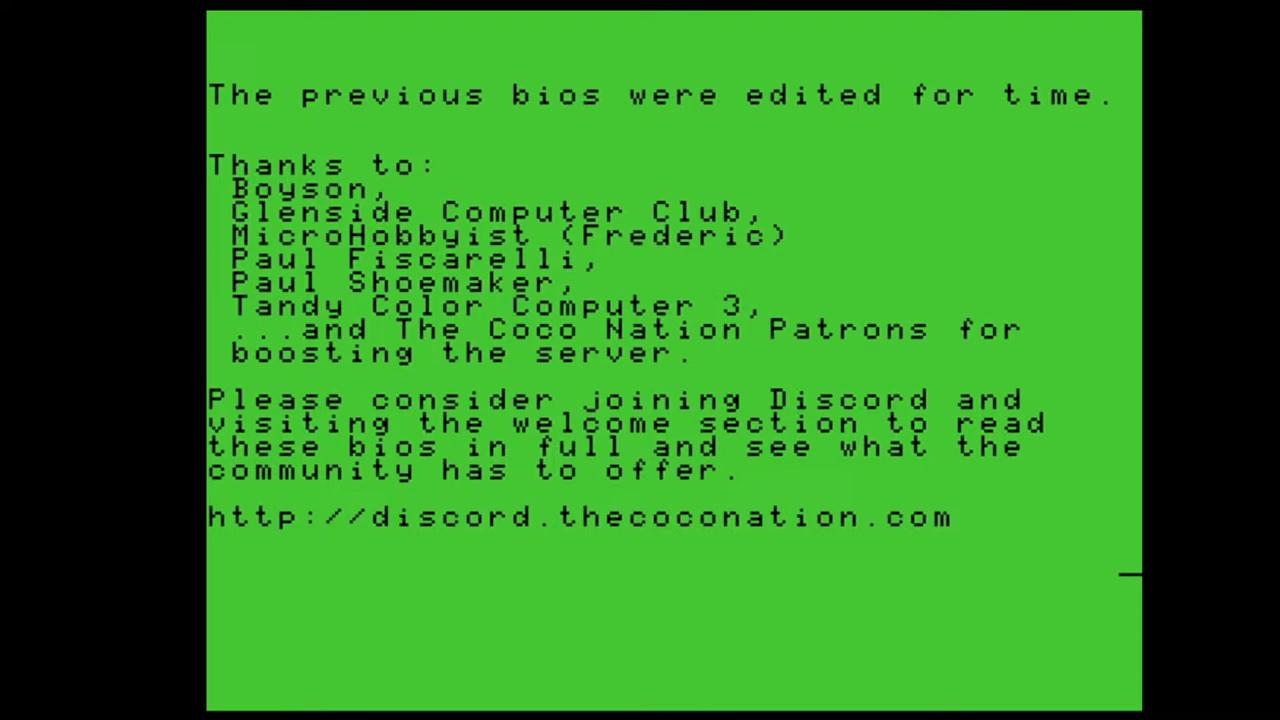 The previous bios were edited for time.
Thanks to:
Boyson,
Glenside Computer Club,
MicroHobbyist (Frederic)
Paul Fiscarelli,
Paul Shoemaker,
Tandy Color Computer 3,
...and The Coco Nation Patrons for
boosting the server.
Please consider joining Discord and
visiting the welcome section to read
these bios in full and see what the
community has to offer.
http://discord.thecoconation.com